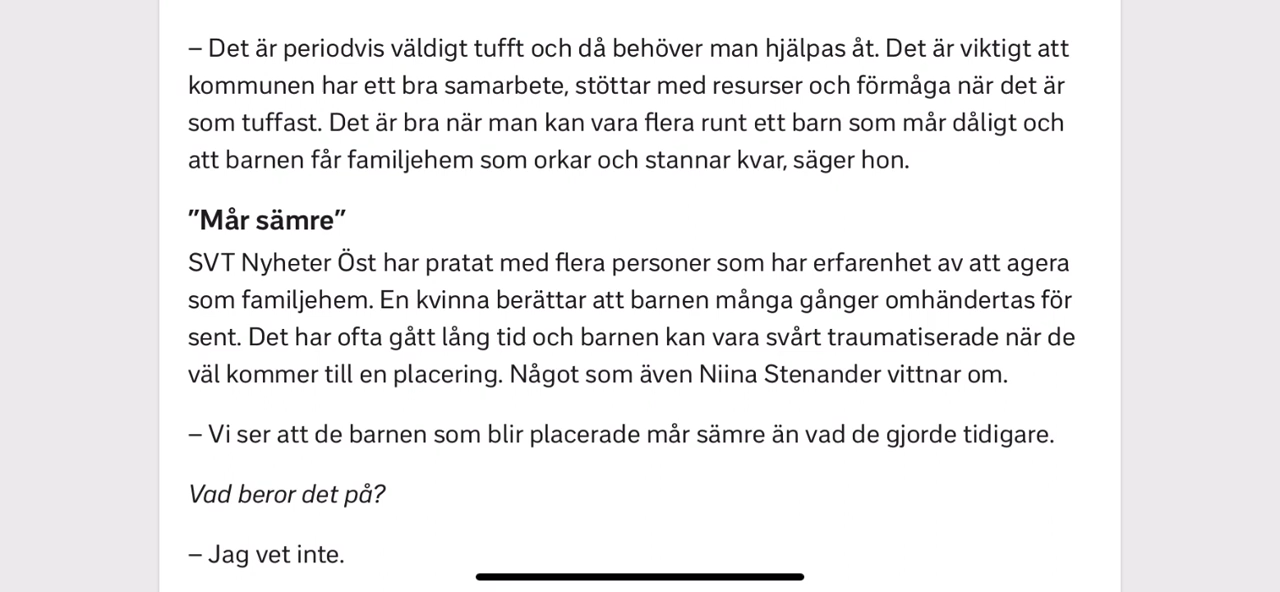 – Det är periodvis väldigt tufft och då behöver man hjälpas åt. Det är viktigt att
kommunen har ett bra samarbete, stöttar med resurser och förmåga när det är
som tuffast. Det är bra när man kan vara flera runt ett barn som mår dåligt och
att barnen får familjehem som orkar och stannar kvar, säger hon.
”Mår sämre”
SVT Nyheter Öst har pratat med flera personer som har erfarenhet av att agera
som familjehem. En kvinna berättar att barnen många gånger omhändertas för
sent. Det har ofta gått lång tid och barnen kan vara svårt traumatiserade när de
väl kommer till en placering. Något som även Niina Stenander vittnar om.
– Vi ser att de barnen som blir placerade mår sämre än vad de gjorde tidigare.
Vad beror det på?
– Jag vet inte.